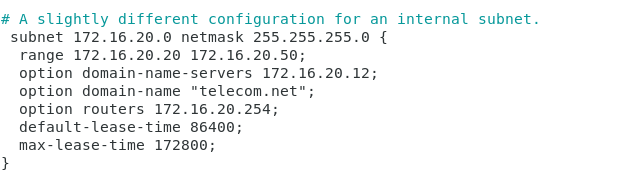 # A slightly different configuration for an internal subnet.
 subnet 172.16.20.0 netmask 255.255.255.0 {
  range 172.16.20.20 172.16.20.50;
  option domain-name-servers 172.16.20.12;
  option domain-name "telecom.net";
  option routers 172.16.20.254;
  default-lease-time 86400;
  max-lease-time 172800;
}